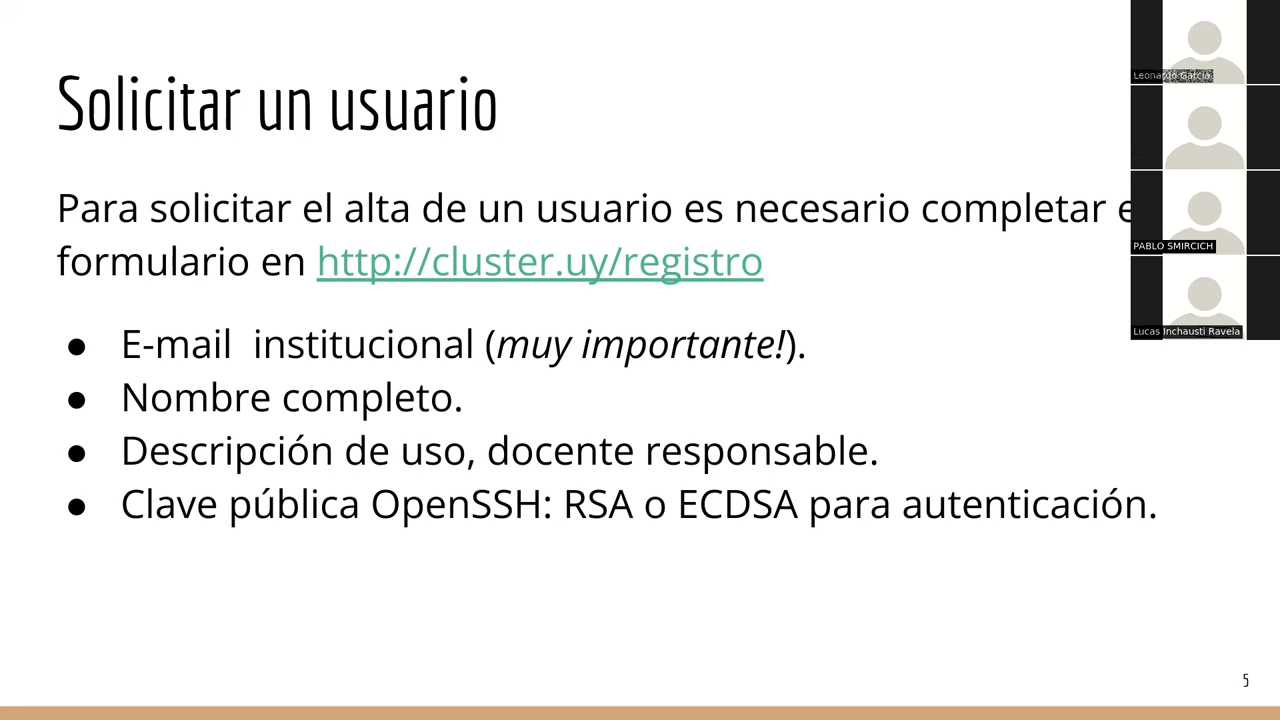 Solicitar un usuario
Para solicitar el alta de un usuario es necesario completar
formulario en http://cluster.uy/registro
● E-mail institucional (muy importante!).
● Nombre completo.
● Descripción de uso, docente responsable.
● Clave pública OpenSSH: RSA o ECDSA para autenticación.
Leonardo García
PABLO SMIRCICH
Lucas Inchausti Ravela
5